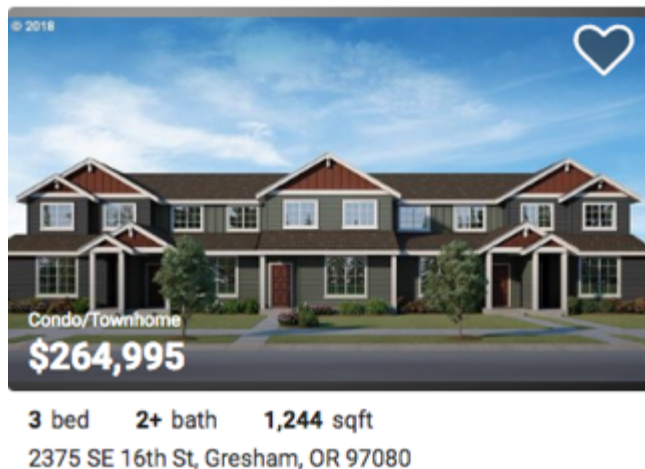 © 2018
Condo/Townhome
$264,995
3 bed 2+ bath 1,244 sqft
2375 SE 16th St, Gresham, OR 97080